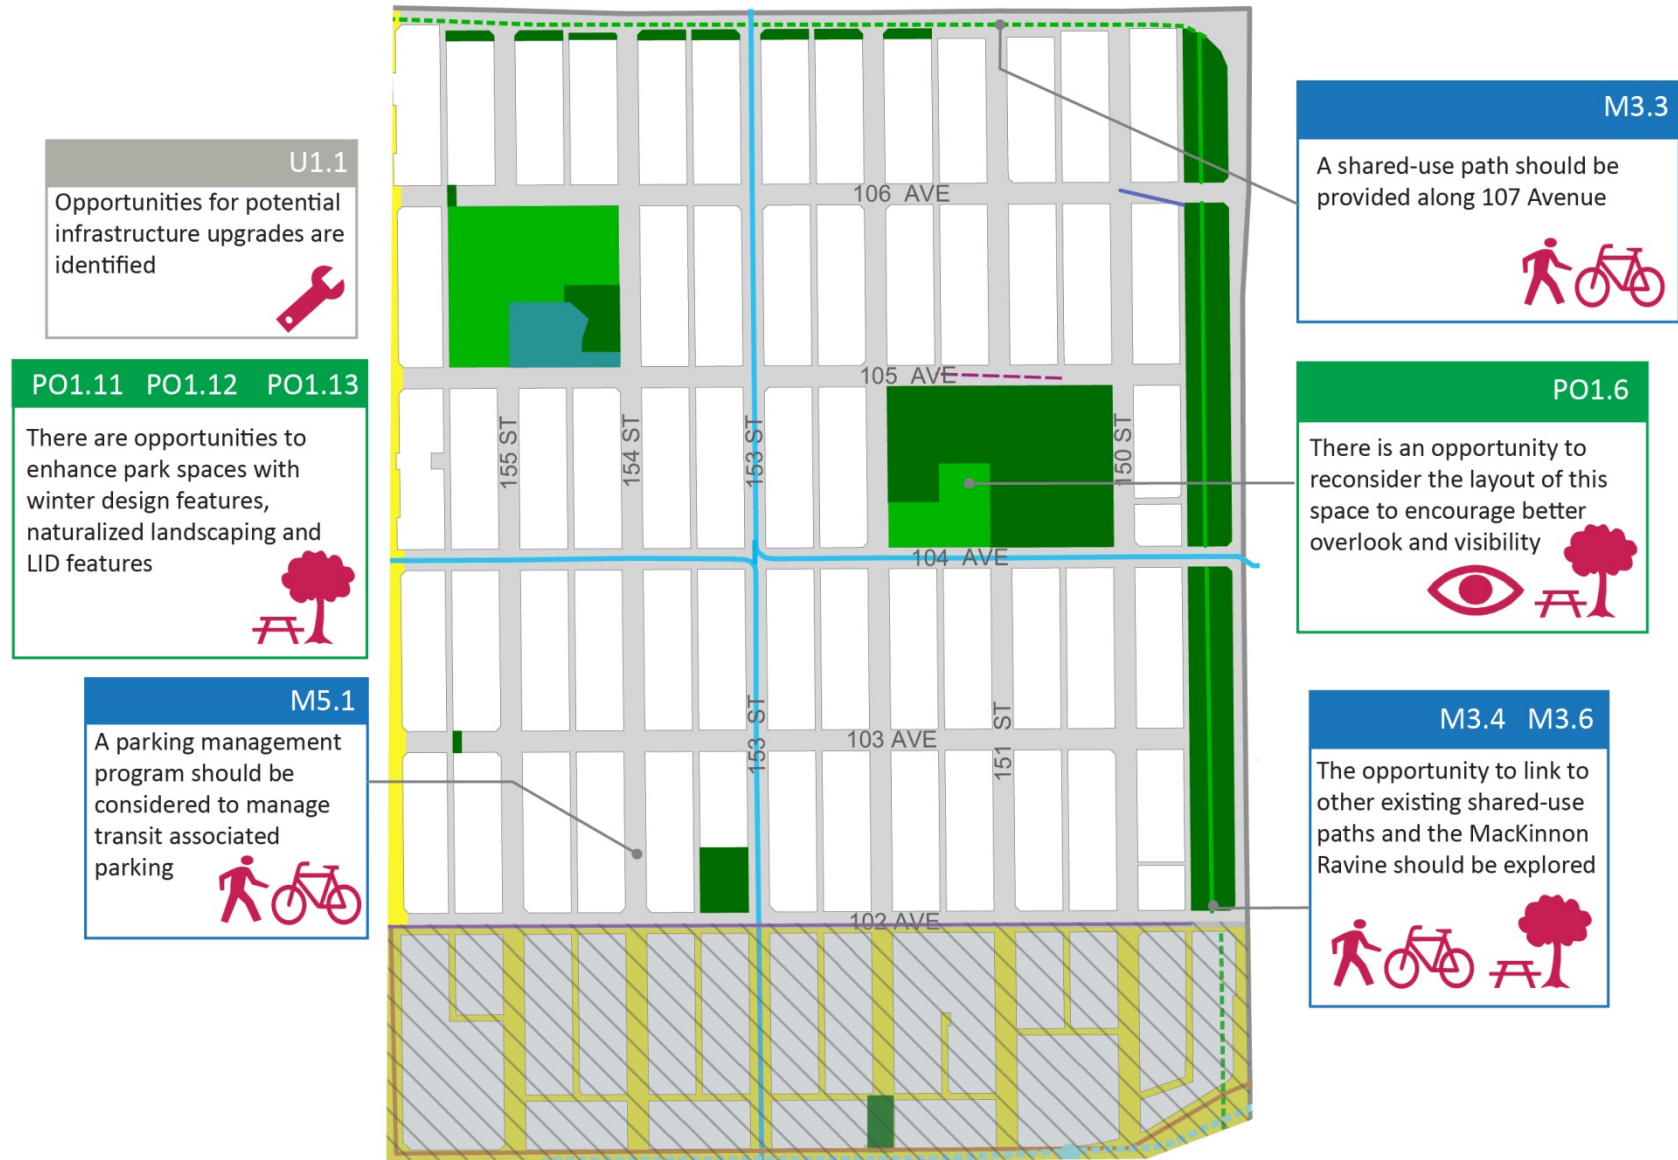 U1.1
Opportunities for potential
infrastructure upgrades are
identified
PO1.11 PO1.12 PO1.13
There are opportunities to
enhance park spaces with
winter design features,
naturalized landscaping and
LID features
M5.1
A parking management
program should be
considered to manage
transit associated
parking
106 AVE
105 AVE
155 ST
154 ST
153 ST
150 ST
104 AVE
153 ST
103 AVE
151 ST
102 AVE
M3.3
A shared-use path should be
provided along 107 Avenue
PO1.6
There is an opportunity to
reconsider the layout of this
space to encourage better
overlook and visibility
M3.4 M3.6
The opportunity to link to
other existing shared-use
paths and the MacKinnon
Ravine should be explored